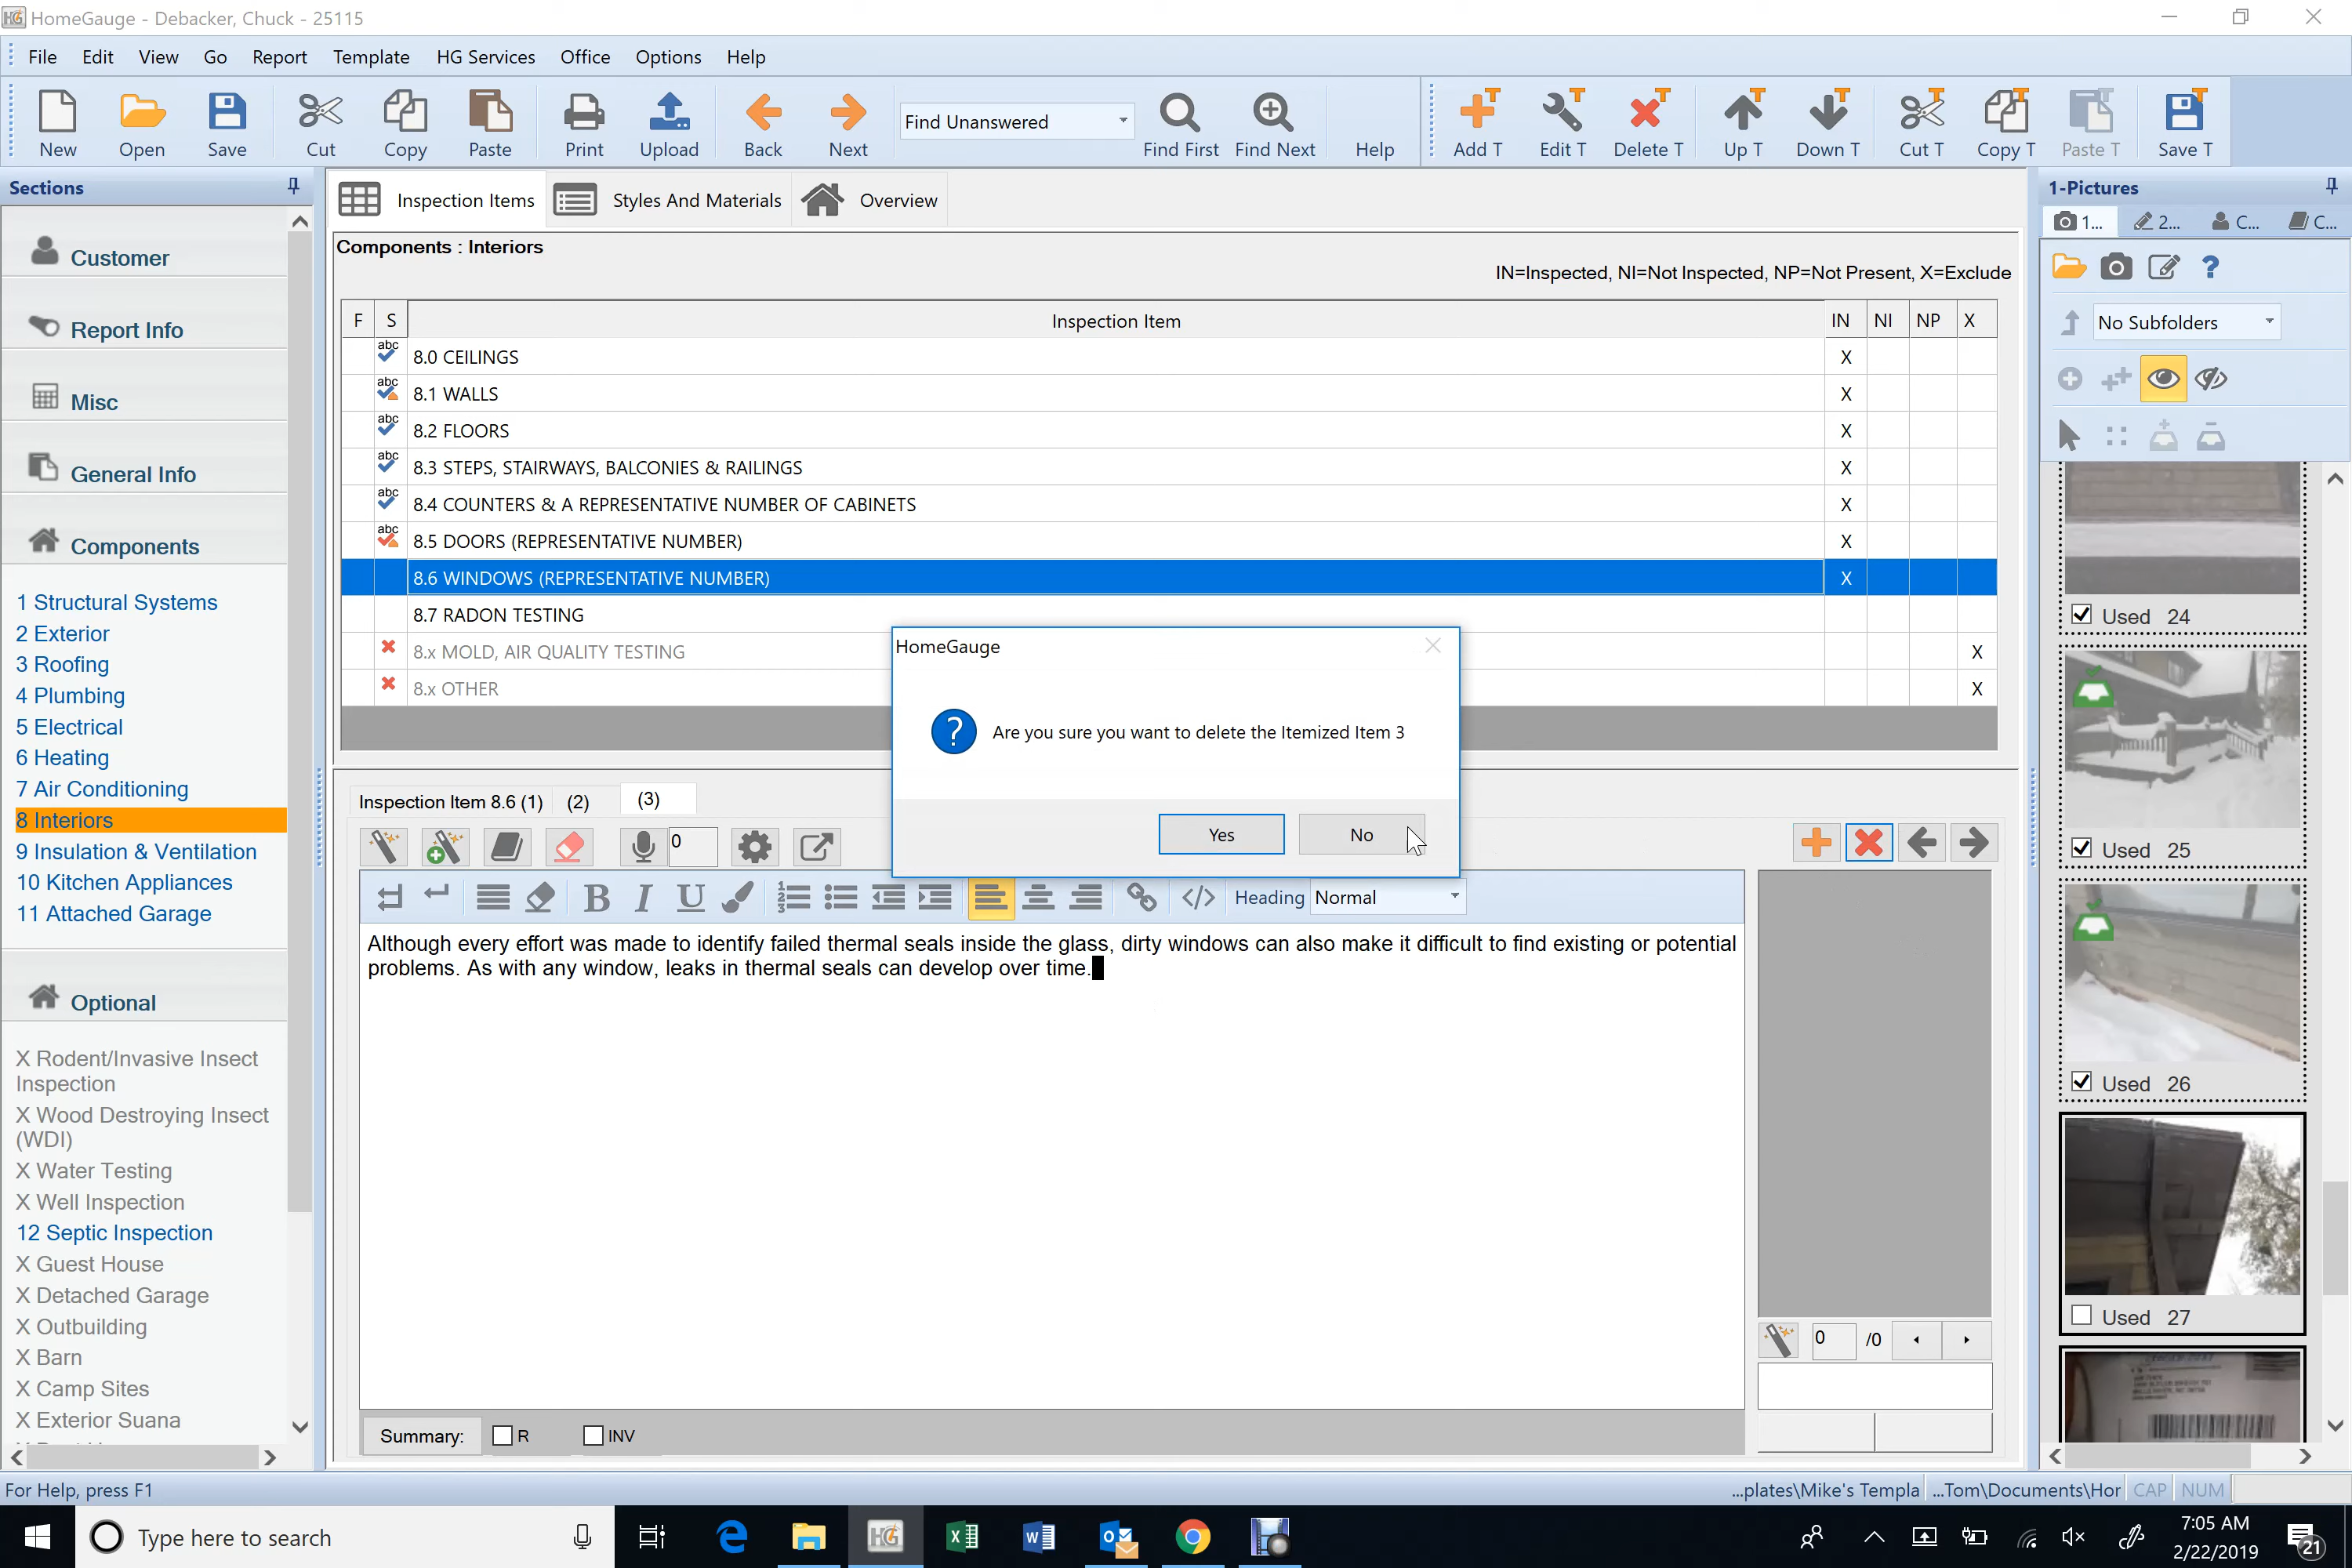 HomeGauge - Debacker, Chuck - 25115
File Edit View Go Report Template HG Services Office Options Help
New Open Save Cut Copy Paste Print Upload Back Next Find Unanswered Find First Find Next Help Add T Edit T Delete T Up T Down T Cut T Copy T Paste T Save T
Sections
Customer
Report Info
Misc
General Info
Components
1 Structural Systems
2 Exterior
3 Roofing
4 Plumbing
5 Electrical
6 Heating
7 Air Conditioning
8 Interiors
9 Insulation & Ventilation
10 Kitchen Appliances
11 Attached Garage
Optional
X Rodent/Invasive Insect
Inspection
X Wood Destroying Insect
(WDI)
X Water Testing
X Well Inspection
12 Septic Inspection
X Guest House
X Detached Garage
X Outbuilding
X Barn
X Camp Sites
X Exterior Suana
Inspection Items Styles And Materials Overview
Components : Interiors
IN=Inspected, NI=Not Inspected, NP=Not Present, X=Exclude
F S Inspection Item IN NI NP X
abc 8.0 CEILINGS X
abc 8.1 WALLS X
abc 8.2 FLOORS X
abc 8.3 STEPS, STAIRWAYS, BALCONIES & RAILINGS X
abc 8.4 COUNTERS & A REPRESENTATIVE NUMBER OF CABINETS X
abc 8.5 DOORS (REPRESENTATIVE NUMBER) X
8.6 WINDOWS (REPRESENTATIVE NUMBER) X
8.7 RADON TESTING
8.x MOLD, AIR QUALITY TESTING X
8.x OTHER X
HomeGauge
Are you sure you want to delete the Itemized Item 3
Yes No
Inspection Item 8.6 (1) (2) (3)
0
B I U Heading Normal
Although every effort was made to identify failed thermal seals inside the glass, dirty windows can also make it difficult to find existing or potential
problems. As with any window, leaks in thermal seals can develop over time.
0 /0
Summary: R INV
1-Pictures
1... 2... C... C...
No Subfolders
Used 24
Used 25
Used 26
Used 27
For Help, press F1
...plates\Mike's Templa ...Tom\Documents\Hor CAP NUM
Type here to search
7:05 AM
2/22/2019
21